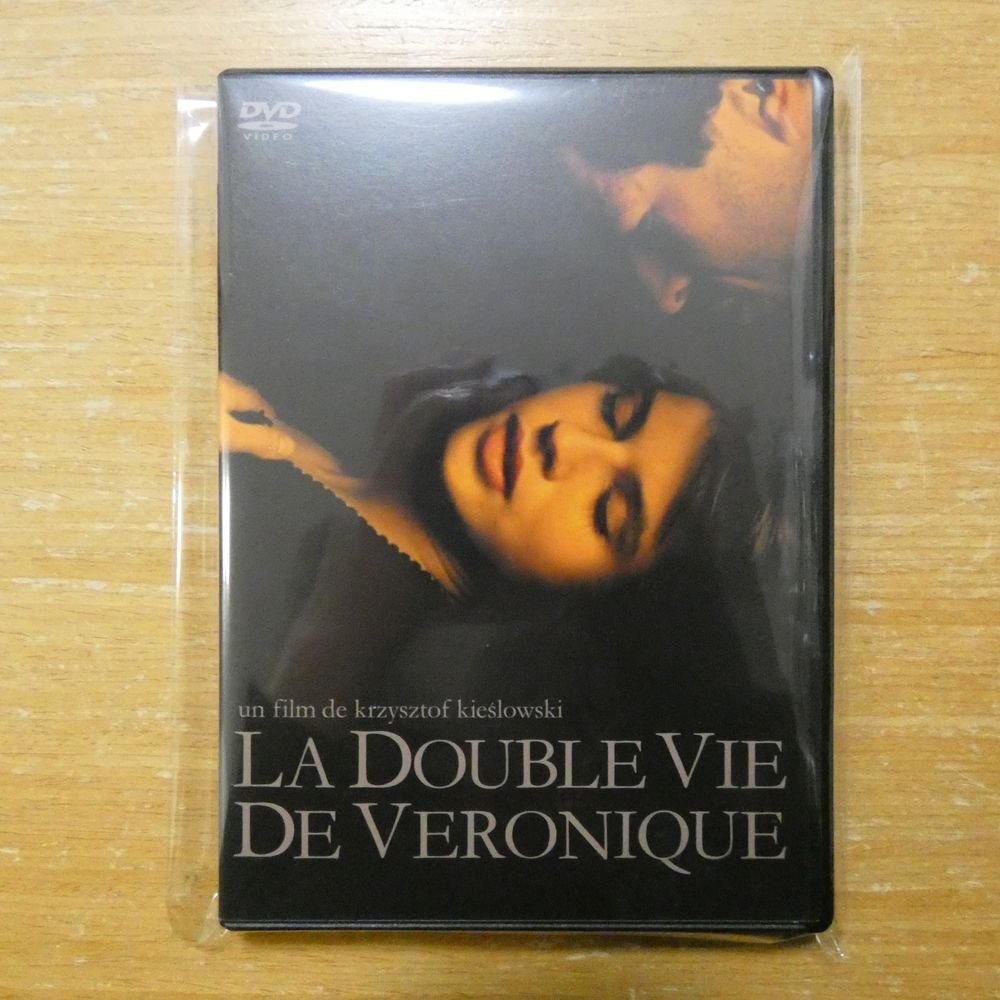 DVD
VIDEO
un film de krzysztof kieślowski
LA DOUBLE VIE
DE VERONIQUE